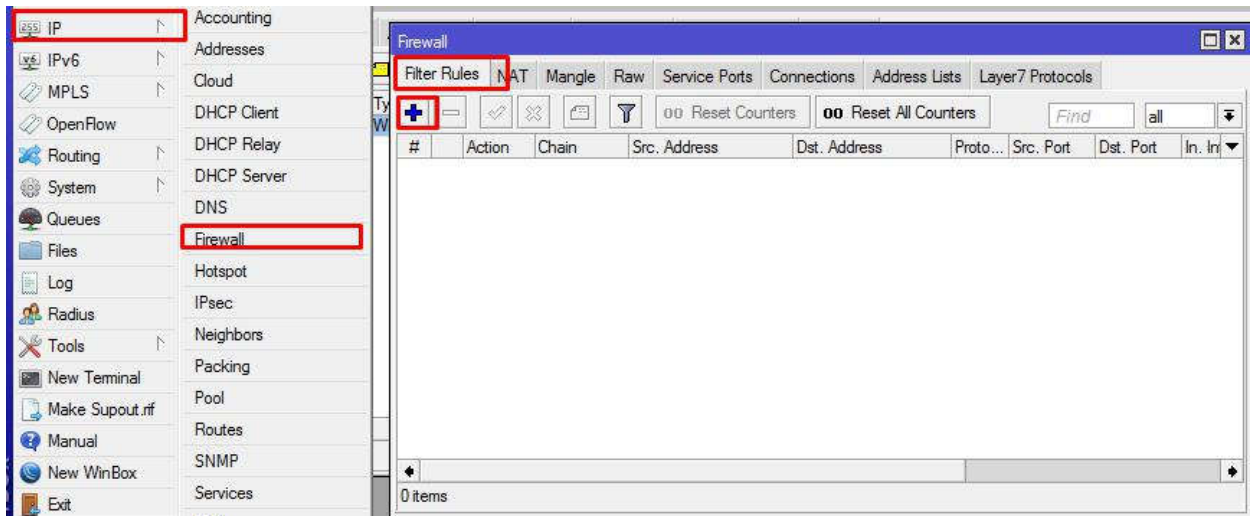 IP
IPv6
MPLS
OpenFlow
Routing
System
Queues
Files
Log
Radius
Tools
New Terminal
Make Supout.rif
Manual
New WinBox
Exit
Accounting
Addresses
Cloud
DHCP Client
DHCP Relay
DHCP Server
DNS
Firewall
Hotspot
IPsec
Neighbors
Packing
Pool
Routes
SNMP
Services
Firewall
Filter Rules NAT Mangle Raw Service Ports Connections Address Lists Layer7 Protocols
00 Reset Counters 00 Reset All Counters Find all
# Action Chain Src. Address Dst. Address Proto... Src. Port Dst. Port In. In
0 items